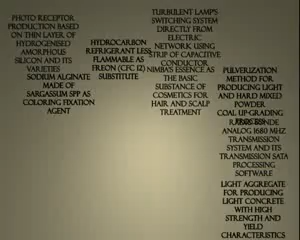 PHOTO RECEPTOR
PRODUCTION BASED
ON THIN LAYER OF
HYDROGENISED
AMORPHOUS
SILICON AND ITS
VARIETIES
SODIUM ALGINATE
MADE OF
SARGASSUM SPP AS
COLORING FIXATION
AGENT
HYDROCARBON
REFRIGERANT LESS
FLAMMABLE AS
FREON (CFC 12)
SUBSTITUTE
TURBULENT LAMPS
SWITCHING SYSTEM
DIRECTLY FROM
ELECTRIC
NETWORK USING
STRIP OF CAPACITIVE
CONDUCTOR
NIMBA'S ESSENCE AS
THE BASIC
SUBSTANCE OF
COSMETICS FOR
HAIR AND SCALP
TREATMENT
PULVERIZATION
METHOD FOR
PRODUCING LIGHT
AND HARD MIXED
POWDER
COAL UP-GRADING
PROCESS
SONDE
ANALOG 1680 MHZ
TRANSMISSION
SYSTEM AND ITS
TRANSMISSION SATA
PROCESSING
SOFTWARE
LIGHT AGGREGATE
FOR PRODUCING
LIGHT CONCRETE
WITH HIGH
STRENGTH AND
YIELD
CHARACTERISTICS